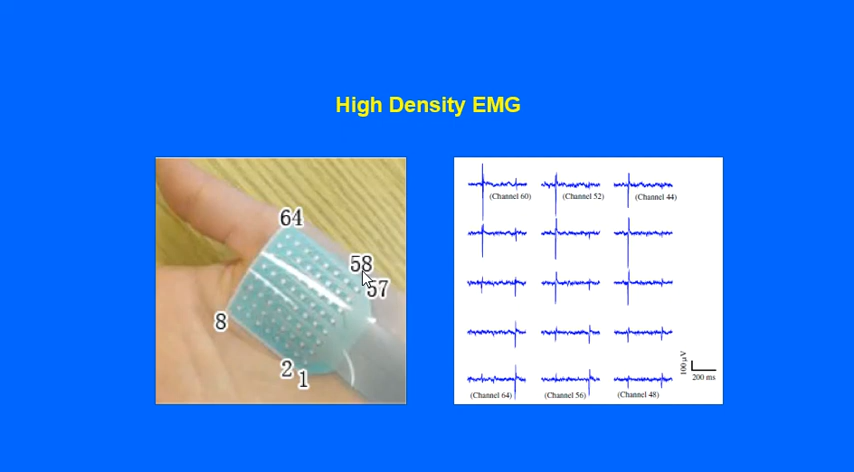 High Density EMG
64
58
57
8
2
1
(Channel 60) (Channel 52) (Channel 44)
100 µV
200 ms
(Channel 64) (Channel 56) (Channel 48)